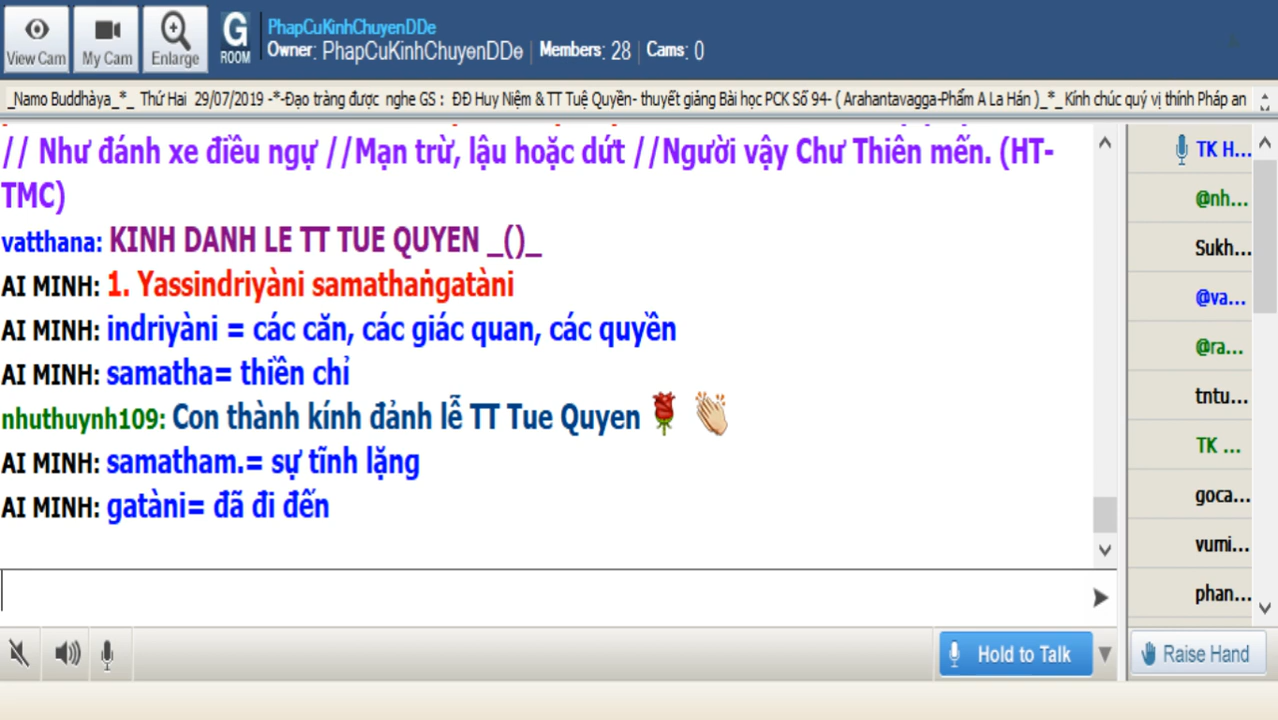 PhapCuKinhChuyenDDe
G
ROOM
Owner: PhapCuKinhChuyenDDe | Members: 28 | Cams: 0
View Cam
My Cam
Enlarge
_Namo Buddhàya_*_ Thứ Hai 29/07/2019 -*-Đạo tràng được nghe GS : ĐĐ Huy Niệm & TT Tuệ Quyền- thuyết giảng Bài học PCK Số 94- ( Arahantavagga-Phẩm A La Hán )_*_ Kính chúc quý vị thính Pháp an
// Như đánh xe điều ngự //Mạn trừ, lậu hoặc dứt //Người vậy Chư Thiên mến. (HT-
TMC)
vatthana: KINH DANH LE TT TUE QUYEN _()_
AI MINH: 1. Yassindriyàni samathaṅgatàni
AI MINH: indriyàni = các căn, các giác quan, các quyền
AI MINH: samatha= thiền chỉ
nhuthuynh109: Con thành kính đảnh lễ TT Tue Quyen
AI MINH: samatham.= sự tĩnh lặng
AI MINH: gatàni= đã đi đến
TK H...
@nh...
Sukh...
@va...
@ra...
tntu...
TK ...
goca...
vumi...
phan...
Hold to Talk
Raise Hand